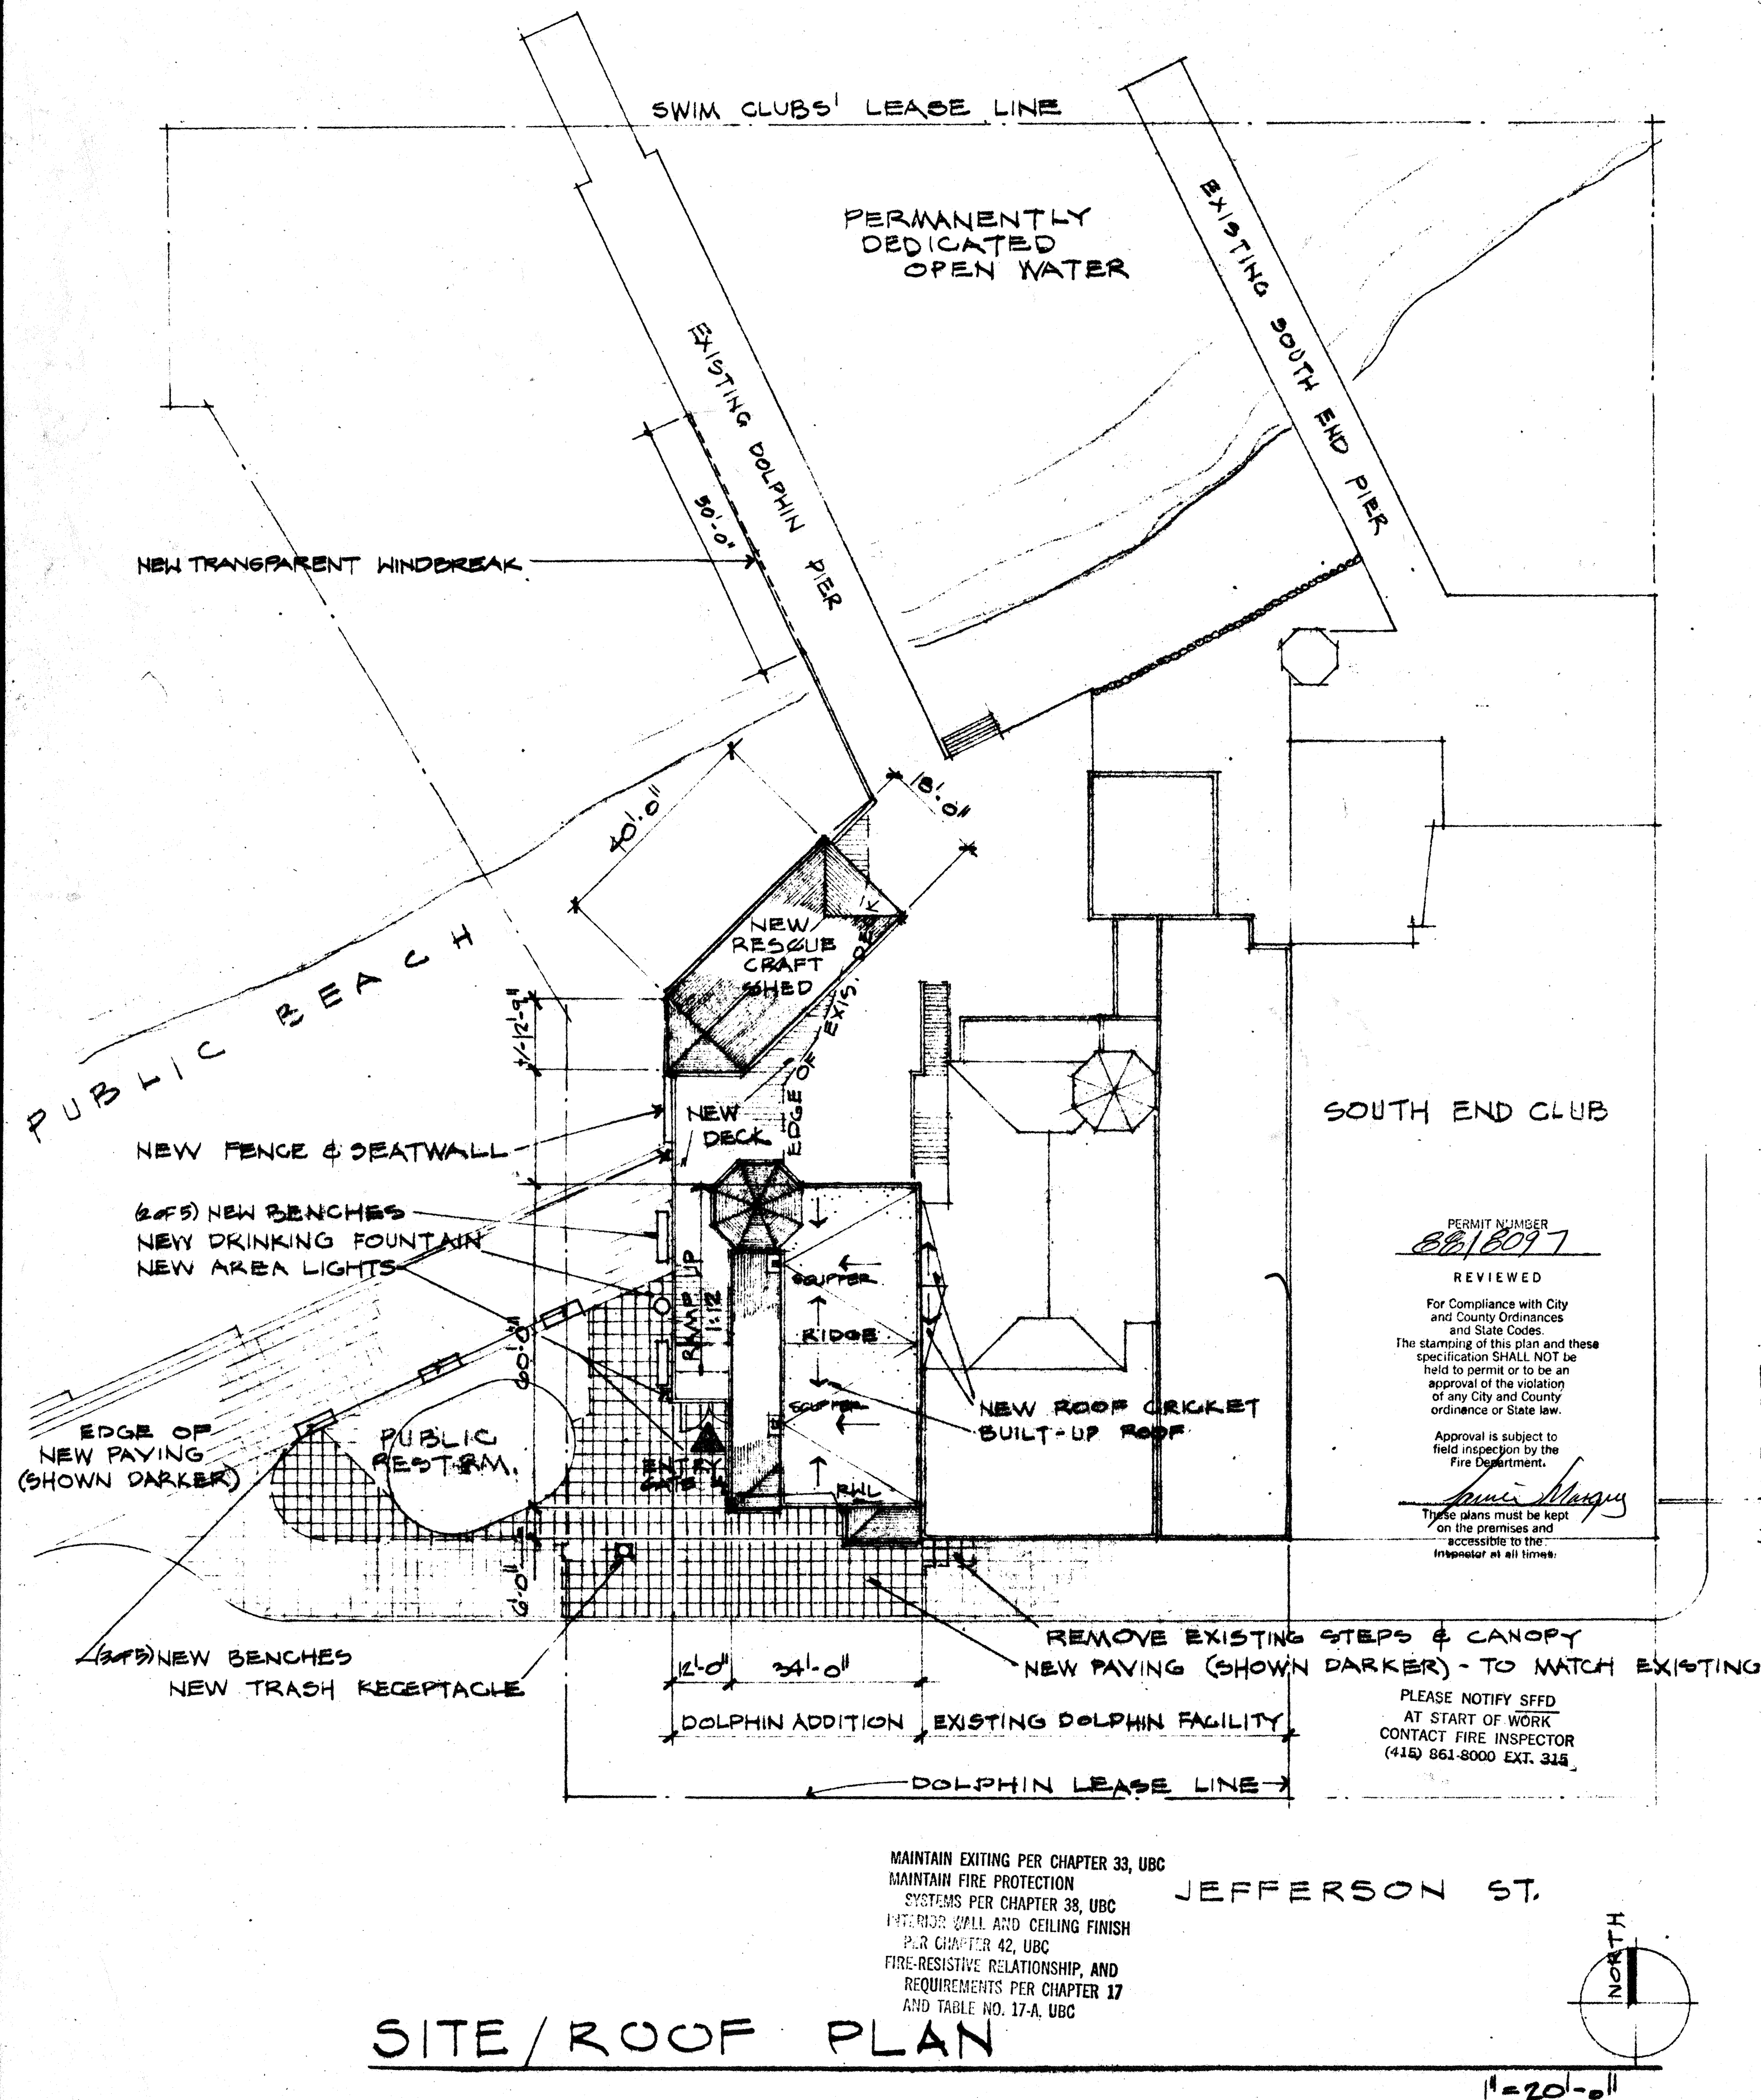 SWIM CLUBS' LEASE LINE
PERMANENTLY
DEDICATED
OPEN WATER
EXISTING SOUTH END PIER
EXISTING DOLPHIN PIER
50'-0"
NEW TRANSPARENT WINDBREAK
40'-0"
18'-0"
NEW
RESCUE
CRAFT
SHED
EDGE OF EXIS.
PUBLIC BEACH
+/-12'-9"
NEW
DECK
SOUTH END CLUB
NEW FENCE & SEATWALL
(2 OF 5) NEW BENCHES
NEW DRINKING FOUNTAIN
NEW AREA LIGHTS
RAMP UP
1:12
SCUPPER
RIDGE
SCUPPER
RWL
60'-0"
NEW ROOF CRICKET
BUILT-UP ROOF
EDGE OF
NEW PAVING
(SHOWN DARKER)
PUBLIC
RESTRM.
ENTRY
GATE
6'-0"
PERMIT NUMBER
8818097
REVIEWED
For Compliance with City
and County Ordinances
and State Codes.
The stamping of this plan and these
specification SHALL NOT be
held to permit or to be an
approval of the violation
of any City and County
ordinance or State law.
Approval is subject to
field inspection by the
Fire Department.
These plans must be kept
on the premises and
accessible to the
Inspector at all times.
(3 OF 5) NEW BENCHES
NEW TRASH RECEPTACLE
REMOVE EXISTING STEPS & CANOPY
NEW PAVING (SHOWN DARKER) - TO MATCH EXISTING
12'-0" 34'-0"
DOLPHIN ADDITION EXISTING DOLPHIN FACILITY
DOLPHIN LEASE LINE
PLEASE NOTIFY SFFD
AT START OF WORK
CONTACT FIRE INSPECTOR
(415) 861-8000 EXT. 315
MAINTAIN EXITING PER CHAPTER 33, UBC
MAINTAIN FIRE PROTECTION
SYSTEMS PER CHAPTER 38, UBC
INTERIOR WALL AND CEILING FINISH
PER CHAPTER 42, UBC
FIRE-RESISTIVE RELATIONSHIP, AND
REQUIREMENTS PER CHAPTER 17
AND TABLE NO. 17-A, UBC
JEFFERSON ST.
NORTH
SITE/ROOF PLAN
1"=20'-0"